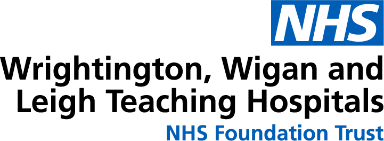 NHS
Wrightington, Wigan and
Leigh Teaching Hospitals
NHS Foundation Trust